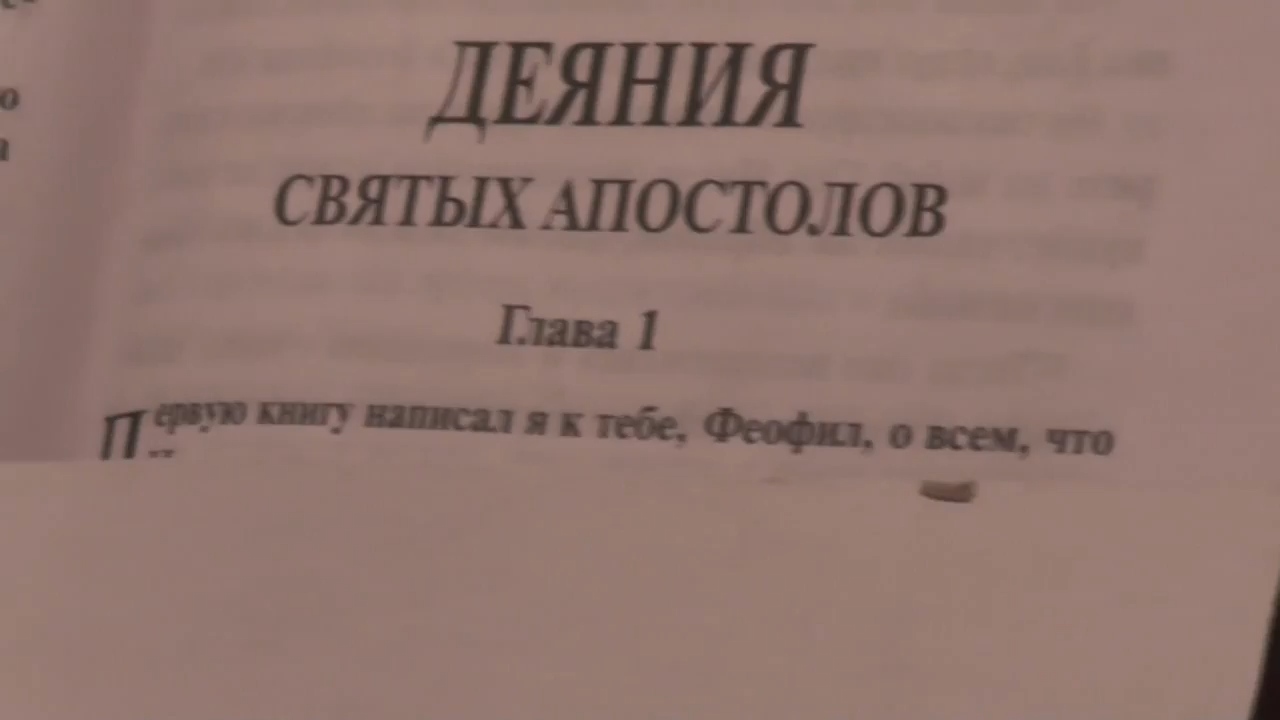 ДЕЯНИЯ
СВЯТЫХ АПОСТОЛОВ
Глава 1
Первую книгу написал я к тебе, Феофил, о всем, что